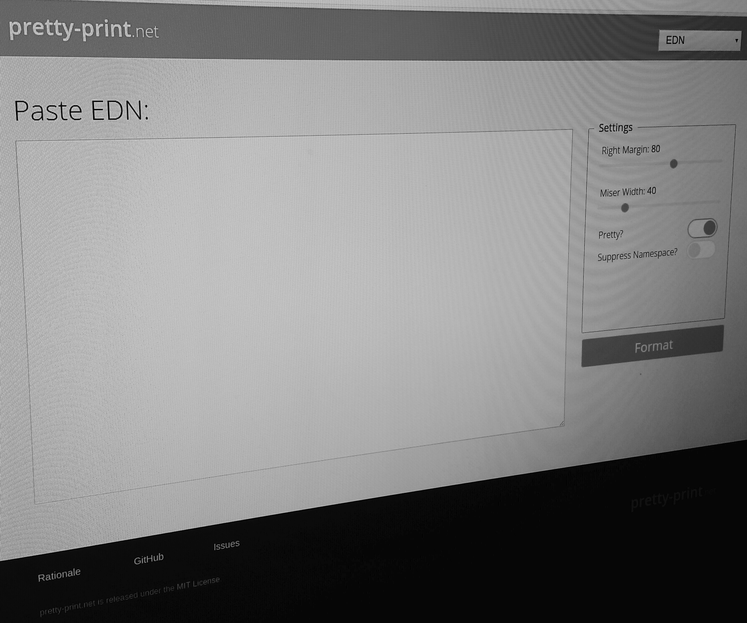 pretty-print.net
EDN
Paste EDN:
Settings
Right Margin: 80
Miser Width: 40
Pretty?
Suppress Namespace?
Format
pretty-print
Rationale
GitHub
Issues
pretty-print.net is released under the MIT License